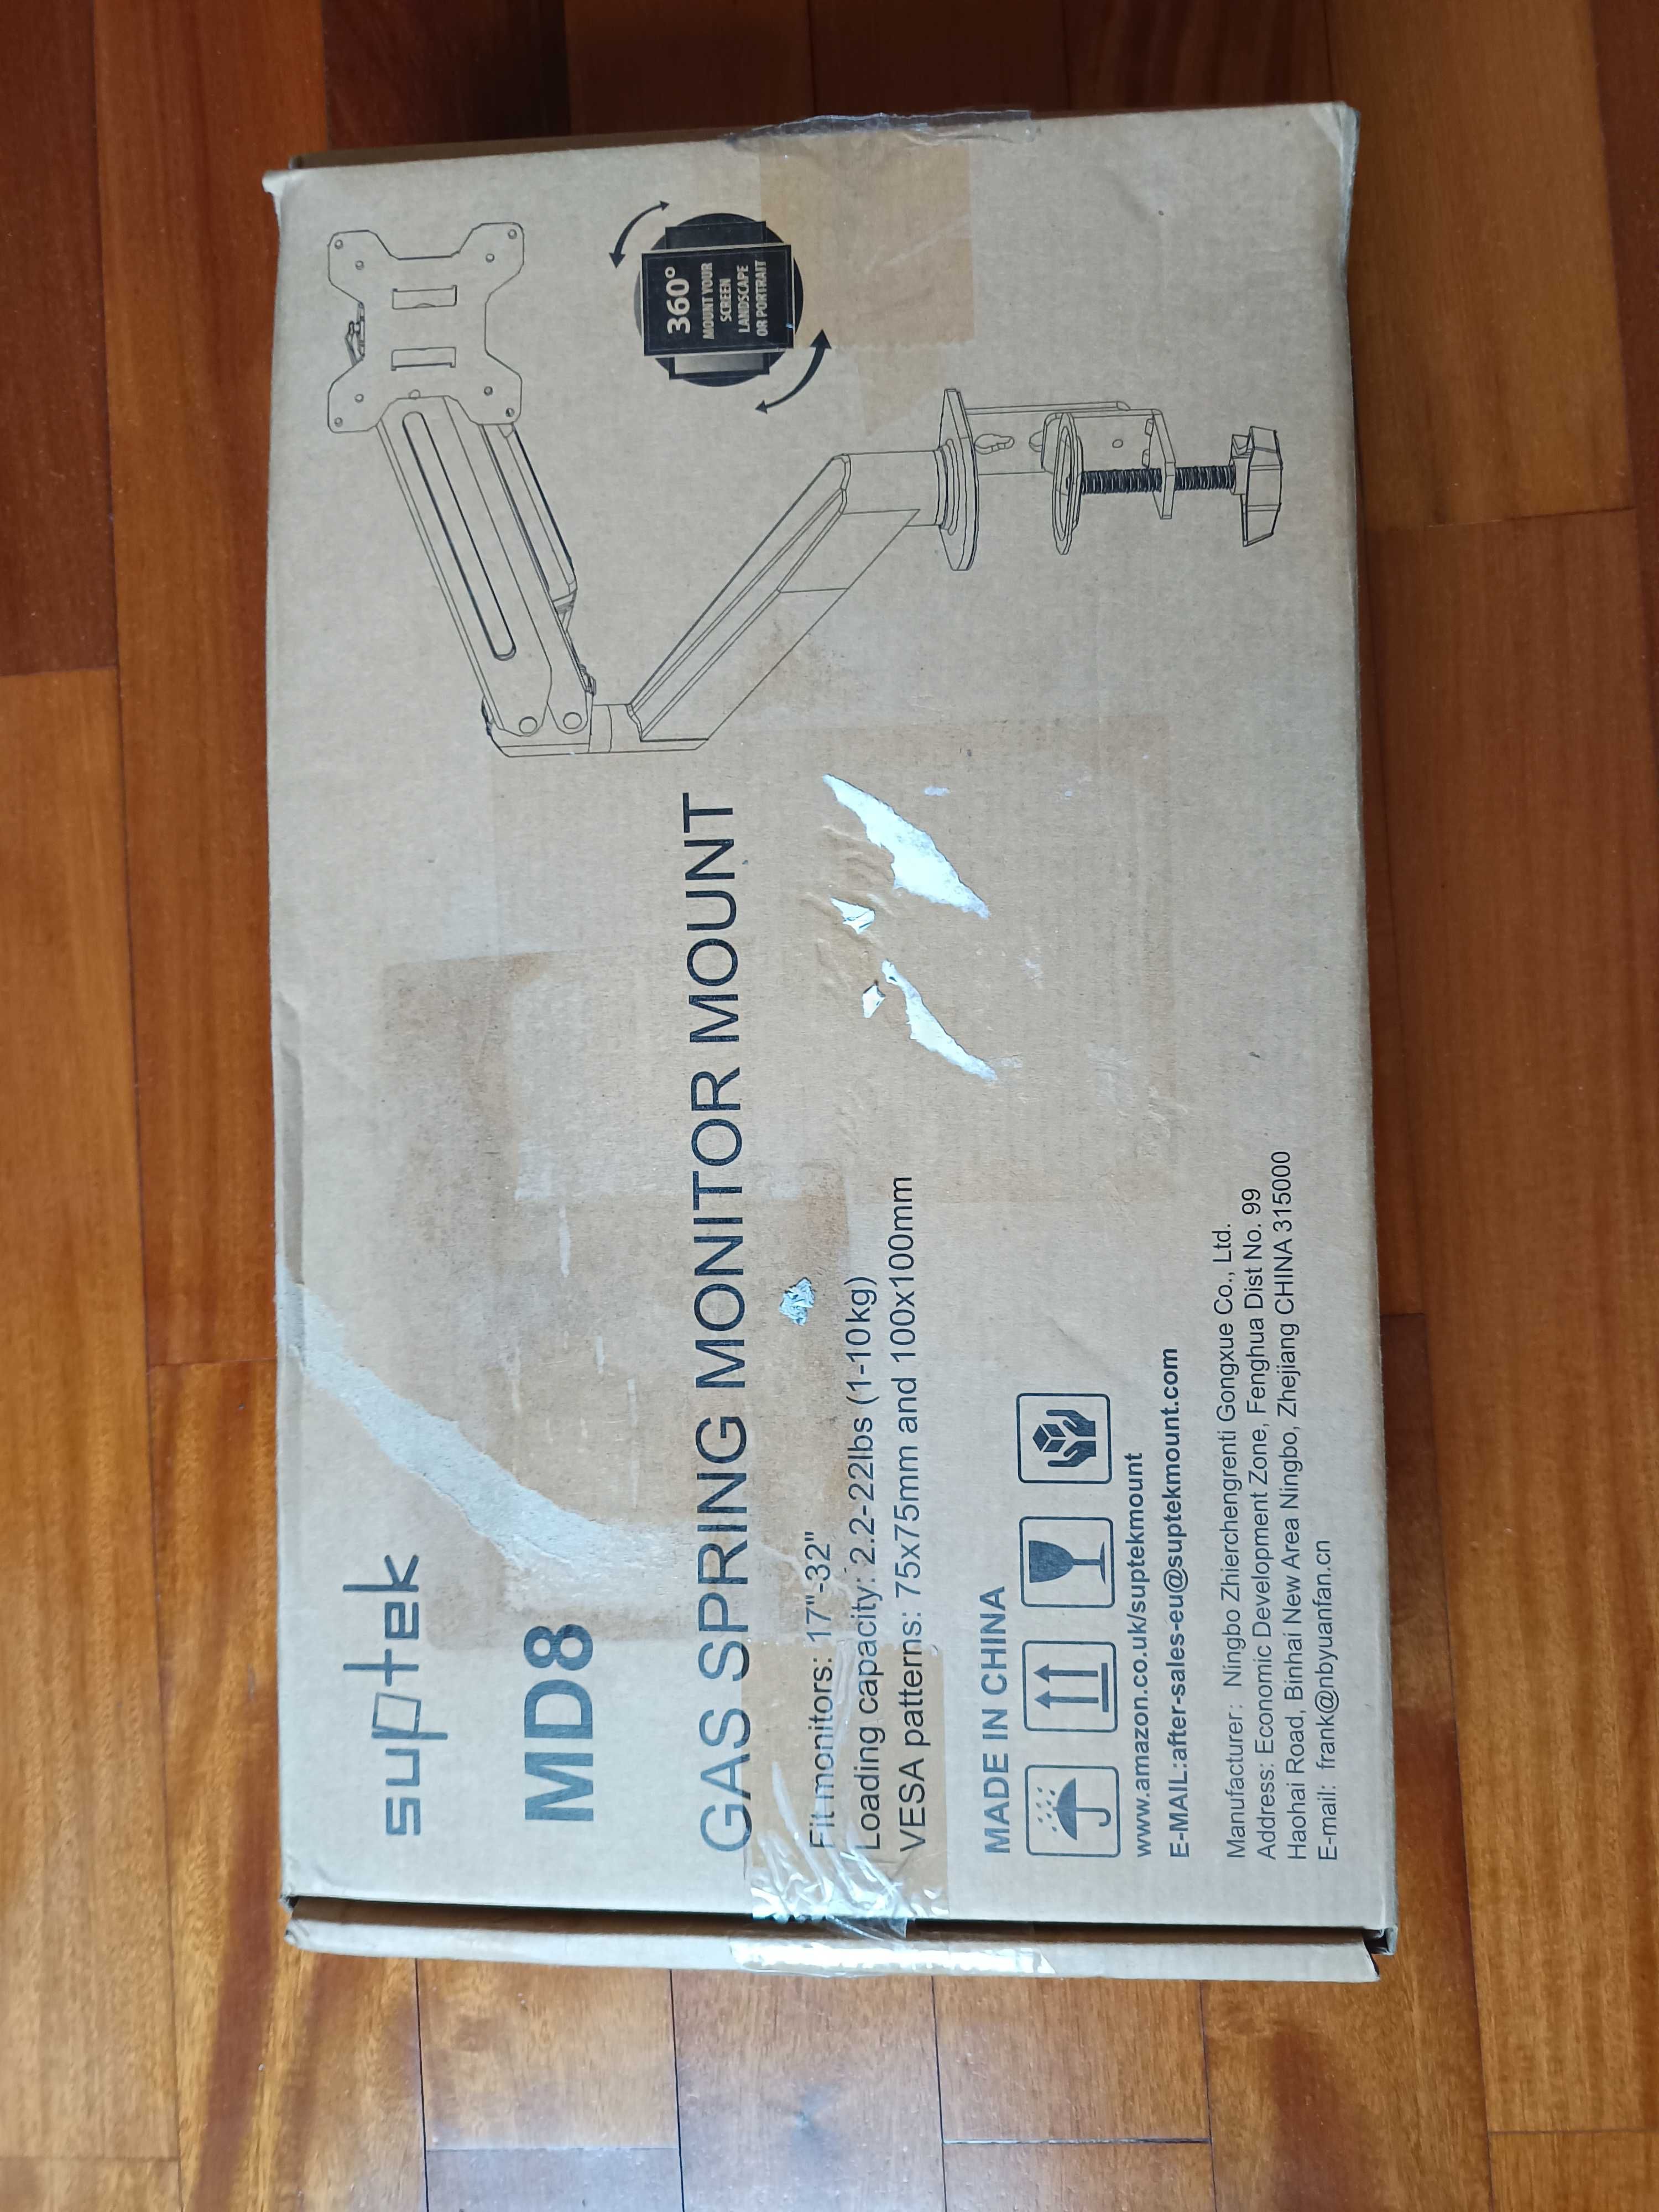 suptek
MD8
GAS SPRING MONITOR MOUNT
Fit monitors: 17"-32"
Loading capacity: 2.2-22lbs (1-10kg)
VESA patterns: 75x75mm and 100x100mm
MADE IN CHINA
www.amazon.co.uk/suptekmount
E-MAIL:after-sales-eu@suptekmount.com
Manufacturer: Ningbo Zhierchengrenti Gongxue Co., Ltd.
Address: Economic Development Zone, Fenghua Dist No. 99
Haohai Road, Binhai New Area Ningbo, Zhejiang CHINA 315000
E-mail: frank@nbyuanfan.cn
360°
MOUNT YOUR
SCREEN
LANDSCAPE
OR PORTRAIT